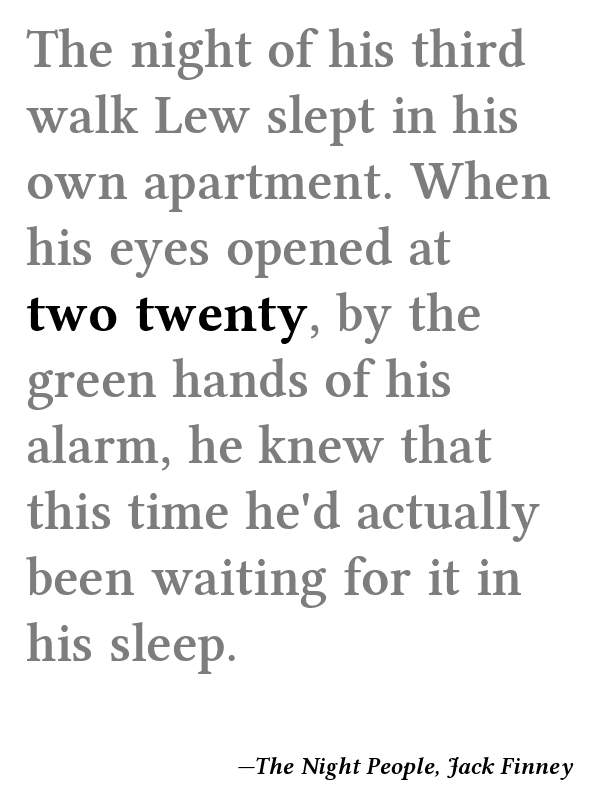 The night of his third
walk Lew slept in his
own apartment. When
his eyes opened at
two twenty, by the
green hands of his
alarm, he knew that
this time he'd actually
been waiting for it in
his sleep.
—The Night People, Jack Finney